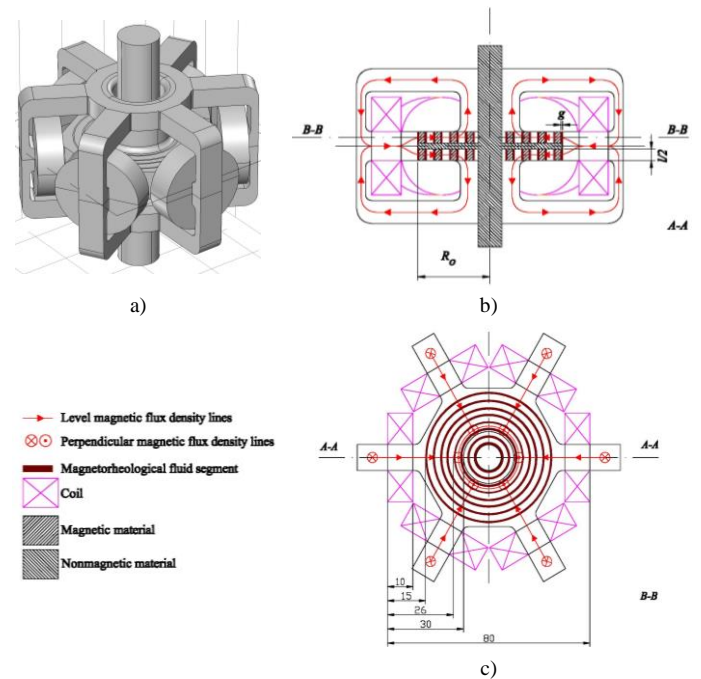 a)
B-B
g
B-B
l/2
A-A
R_o
b)
Level magnetic flux density lines
Perpendicular magnetic flux density lines
Magnetorheological fluid segment
Coil
Magnetic material
Nonmagnetic material
A-A
A-A
10
15
26
30
80
B-B
c)